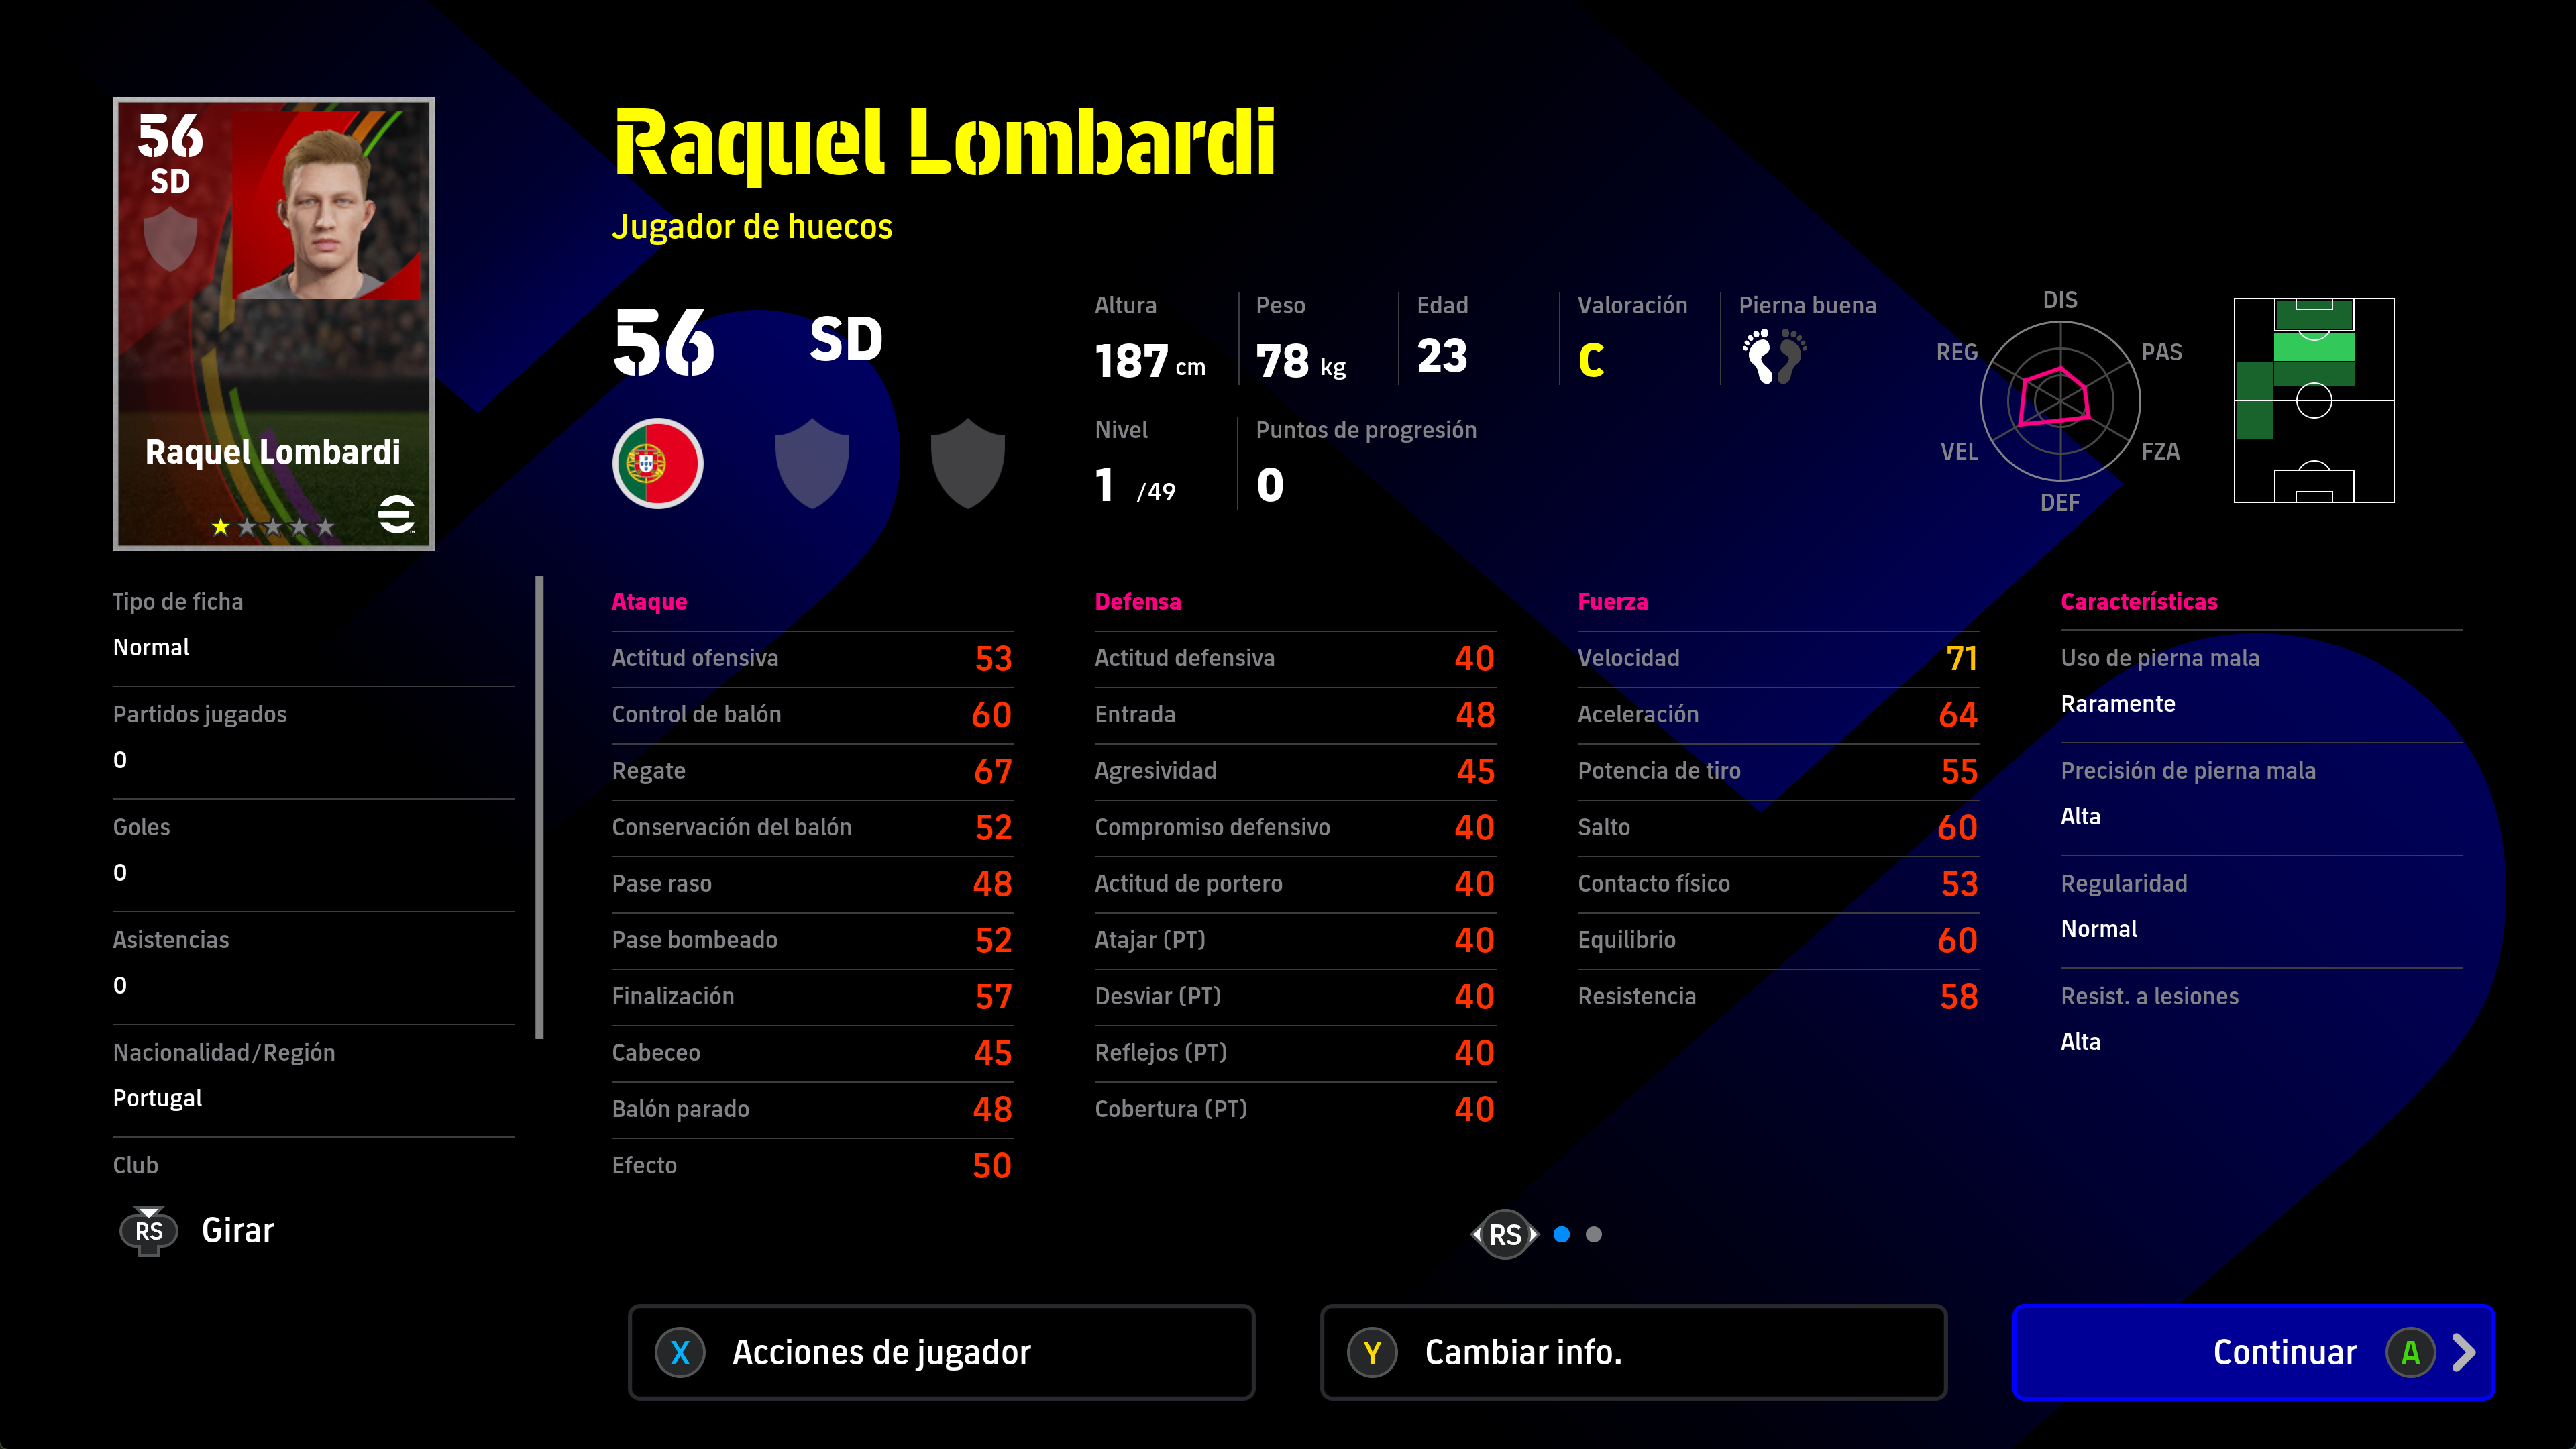 56
SD
Raquel Lombardi
Raquel Lombardi
Jugador de huecos
56
SD
Altura
187 cm
Peso
78 kg
Edad
23
Valoración
C
Pierna buena
Nivel
1 /49
Puntos de progresión
0
DIS
PAS
FZA
DEF
VEL
REG
Tipo de ficha
Normal
Partidos jugados
0
Goles
0
Asistencias
0
Nacionalidad/Región
Portugal
Club
Ataque
Actitud ofensiva 53
Control de balón 60
Regate 67
Conservación del balón 52
Pase raso 48
Pase bombeado 52
Finalización 57
Cabeceo 45
Balón parado 48
Efecto 50
Defensa
Actitud defensiva 40
Entrada 48
Agresividad 45
Compromiso defensivo 40
Actitud de portero 40
Atajar (PT) 40
Desviar (PT) 40
Reflejos (PT) 40
Cobertura (PT) 40
Fuerza
Velocidad 71
Aceleración 64
Potencia de tiro 55
Salto 60
Contacto físico 53
Equilibrio 60
Resistencia 58
Características
Uso de pierna mala
Raramente
Precisión de pierna mala
Alta
Regularidad
Normal
Resist. a lesiones
Alta
RS Girar
RS
X Acciones de jugador
Y Cambiar info.
Continuar A